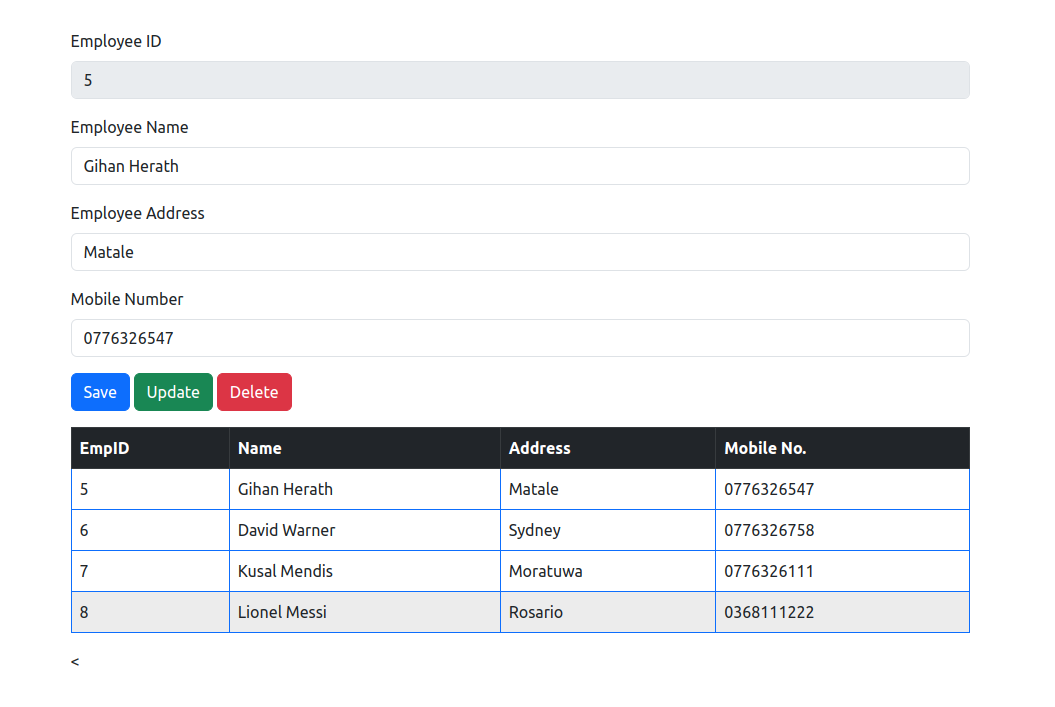 Employee ID
5
Employee Name
Gihan Herath
Employee Address
Matale
Mobile Number
0776326547
Save Update Delete
EmpID Name Address Mobile No.
5 Gihan Herath Matale 0776326547
6 David Warner Sydney 0776326758
7 Kusal Mendis Moratuwa 0776326111
8 Lionel Messi Rosario 0368111222
<